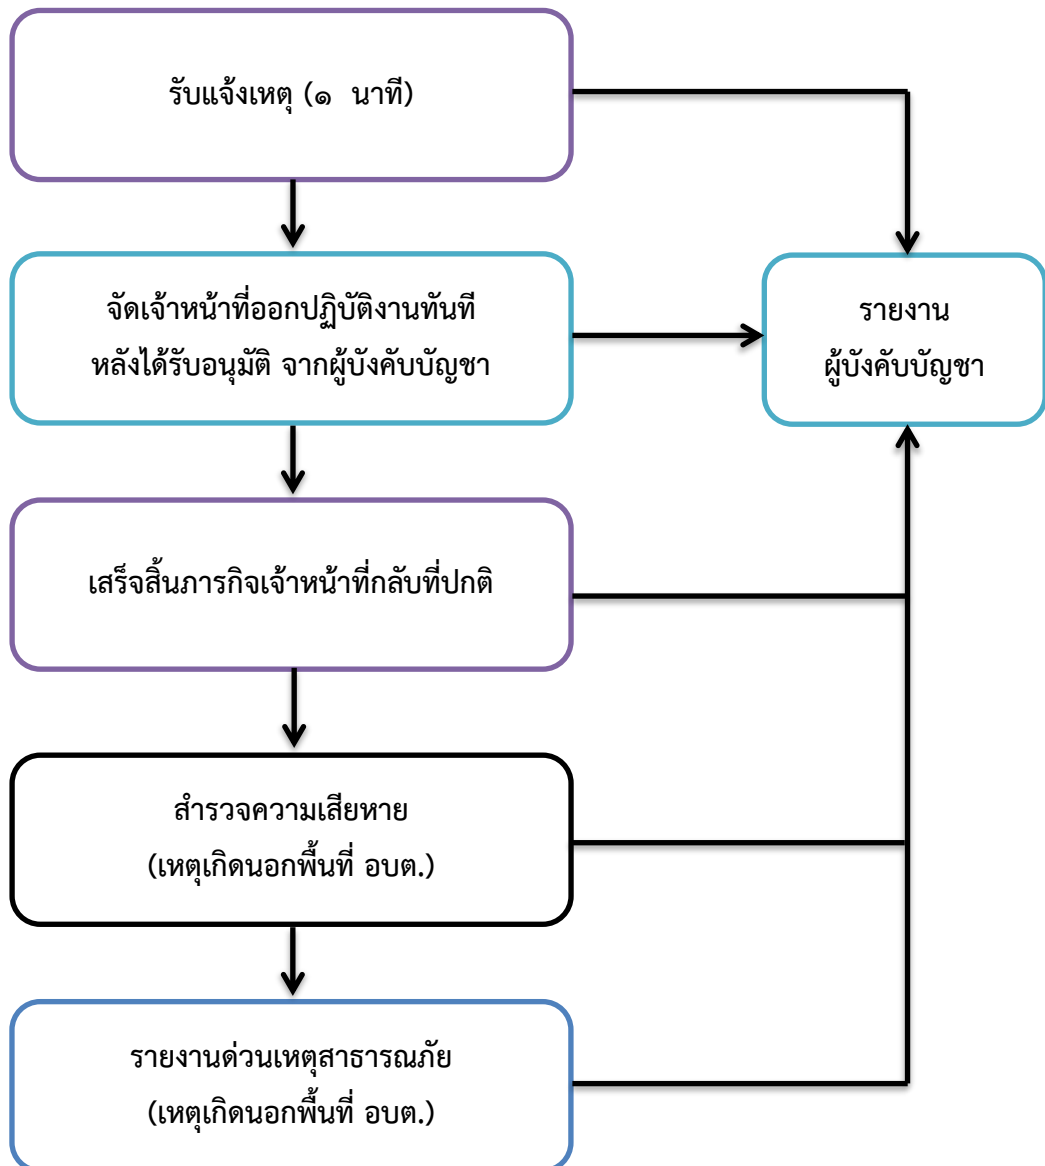 รับแจ้งเหตุ (๑ นาที)
จัดเจ้าหน้าที่ออกปฏิบัติงานทันที
หลังได้รับอนุมัติ จากผู้บังคับบัญชา
รายงาน
ผู้บังคับบัญชา
เสร็จสิ้นภารกิจเจ้าหน้าที่กลับที่ปกติ
สำรวจความเสียหาย
(เหตุเกิดนอกพื้นที่ อบต.)
รายงานด่วนเหตุสาธารณภัย
(เหตุเกิดนอกพื้นที่ อบต.)